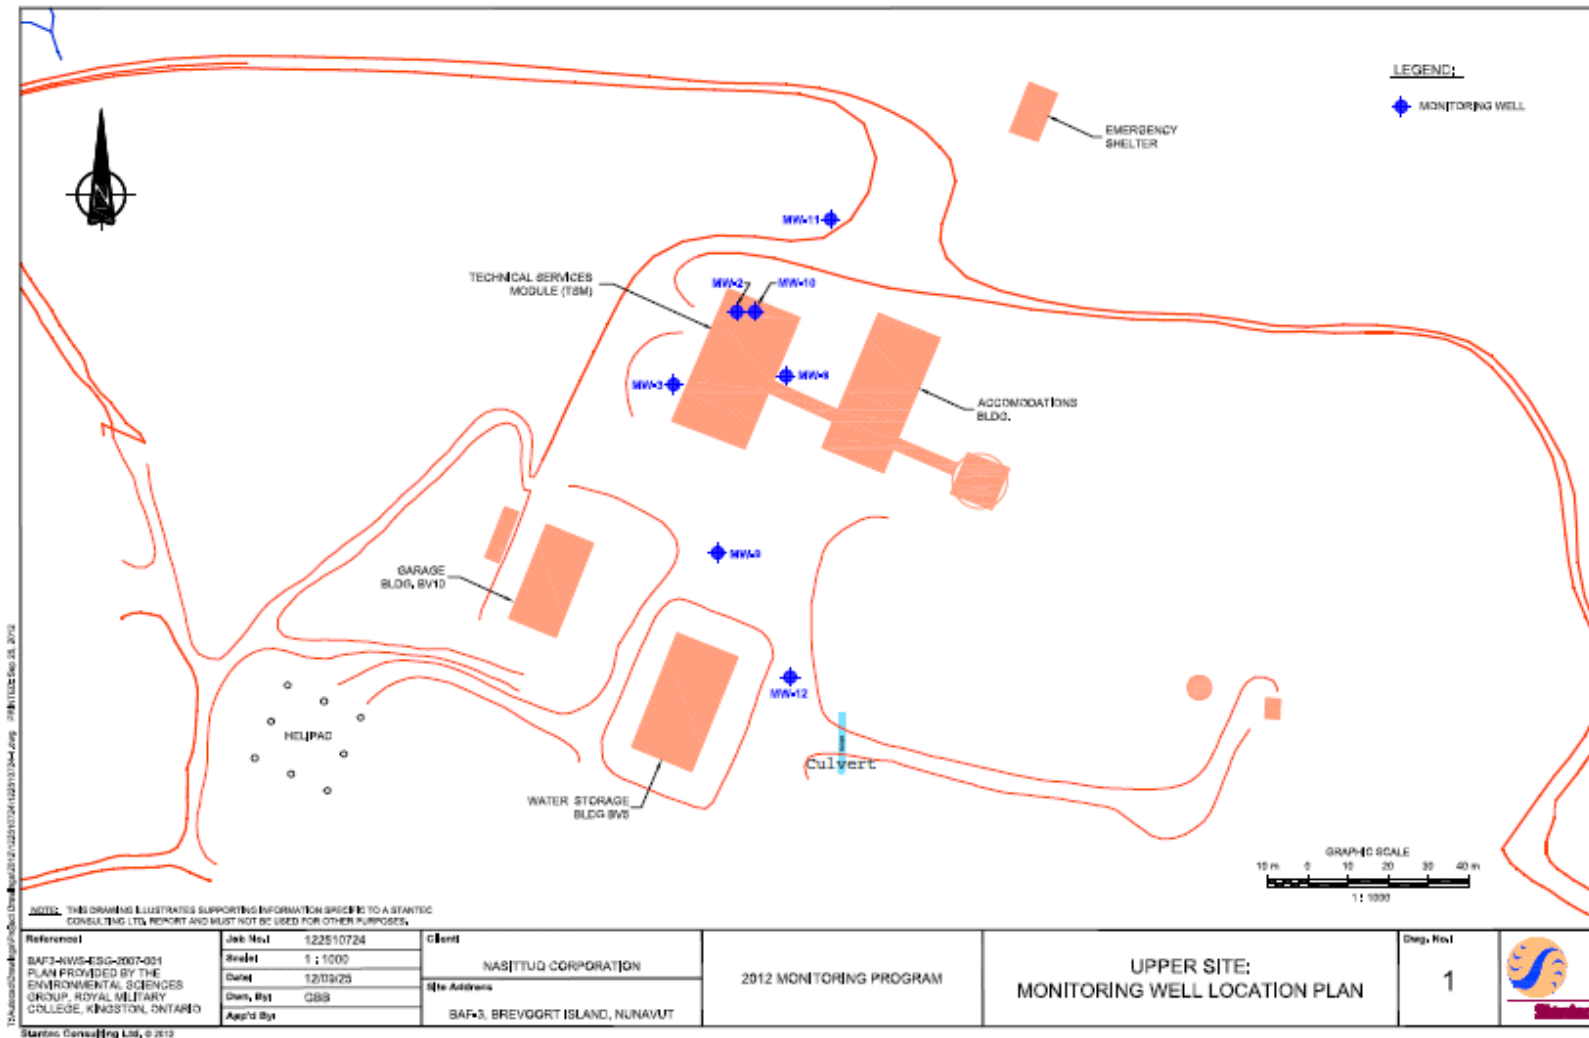 LEGEND:
MONITORING WELL
EMERGENCY
SHELTER
MW-11
TECHNICAL SERVICES
MODULE (TSM)
MW-2
MW-10
MW-3
ACCOMODATIONS
BLDG.
GARAGE
BLDG. BV10
MW-12
HELIPAD
Culvert
WATER STORAGE
BLDG
GRAPHIC SCALE
10 m 0 10 20 30 40 m
1 : 1000
NOTE: THIS DRAWING ILLUSTRATES SUPPORTING INFORMATION SPECIFIC TO A STANTEC
CONSULTING LTD. REPORT AND MUST NOT BE USED FOR OTHER PURPOSES.
Reference:
BAF3-NWS-ESG-2007-001
PLAN PROVIDED BY THE
ENVIRONMENTAL SCIENCES
GROUP, ROYAL MILITARY
COLLEGE, KINGSTON, ONTARIO
Job No.: 122510724
Scale: 1 : 1000
Date: 12/09/25
Dwn. By: GBB
App'd By:
Client:
NASITTUQ CORPORATION
Site Address
BAF-3, BREVOORT ISLAND, NUNAVUT
2012 MONITORING PROGRAM
UPPER SITE:
MONITORING WELL LOCATION PLAN
Dwg. No.:
1
Stantec Consulting Ltd. © 2012
PRINTED: Sep 25, 2012